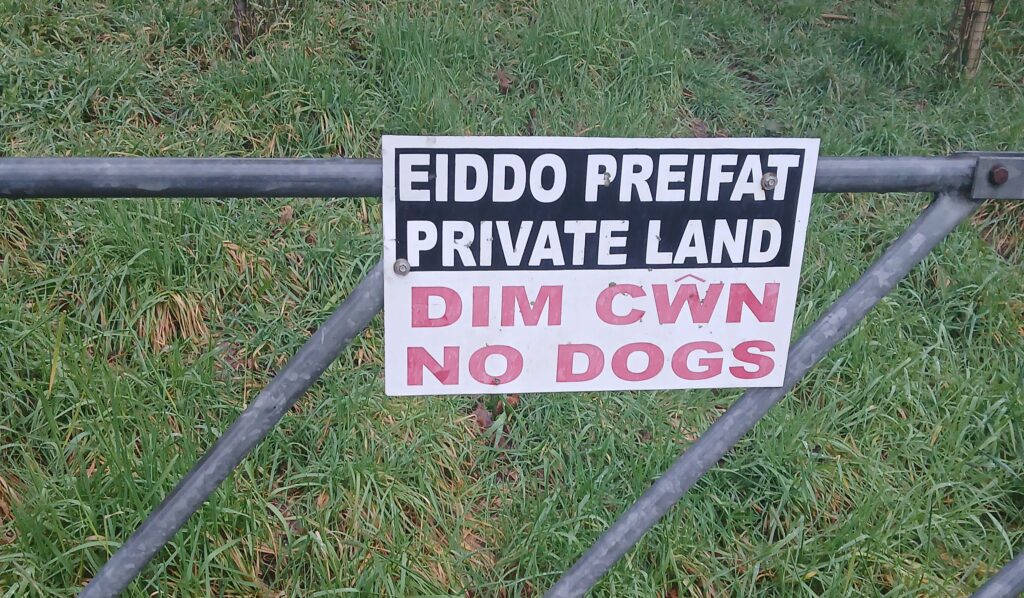 EIDDO PREIFAT
PRIVATE LAND
DIM CŴN
NO DOGS